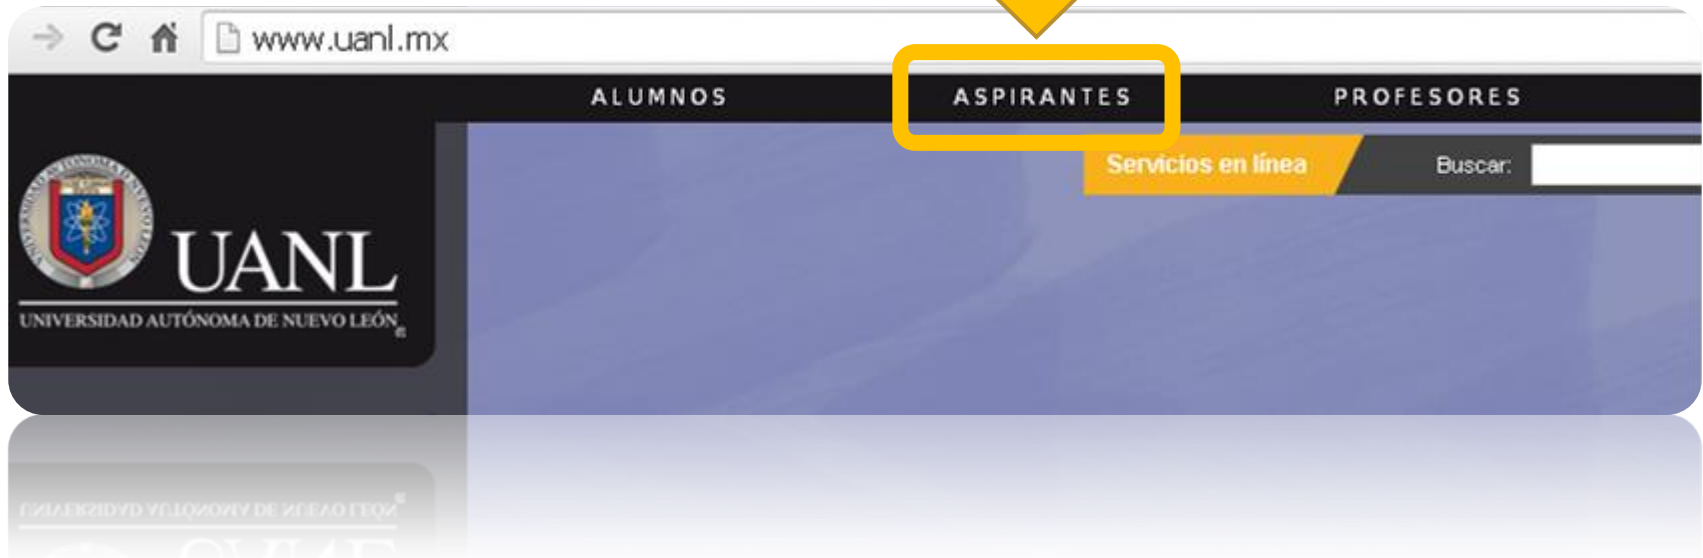 www.uanl.mx
ALUMNOS ASPIRANTES PROFESORES
Servicios en línea Buscar:
UANL
UNIVERSIDAD AUTÓNOMA DE NUEVO LEÓN